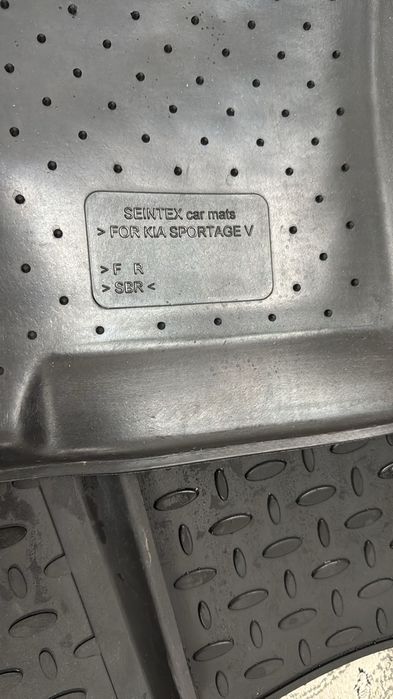 SEINTEX car mats
> FOR KIA SPORTAGE V
> F R
> SBR <